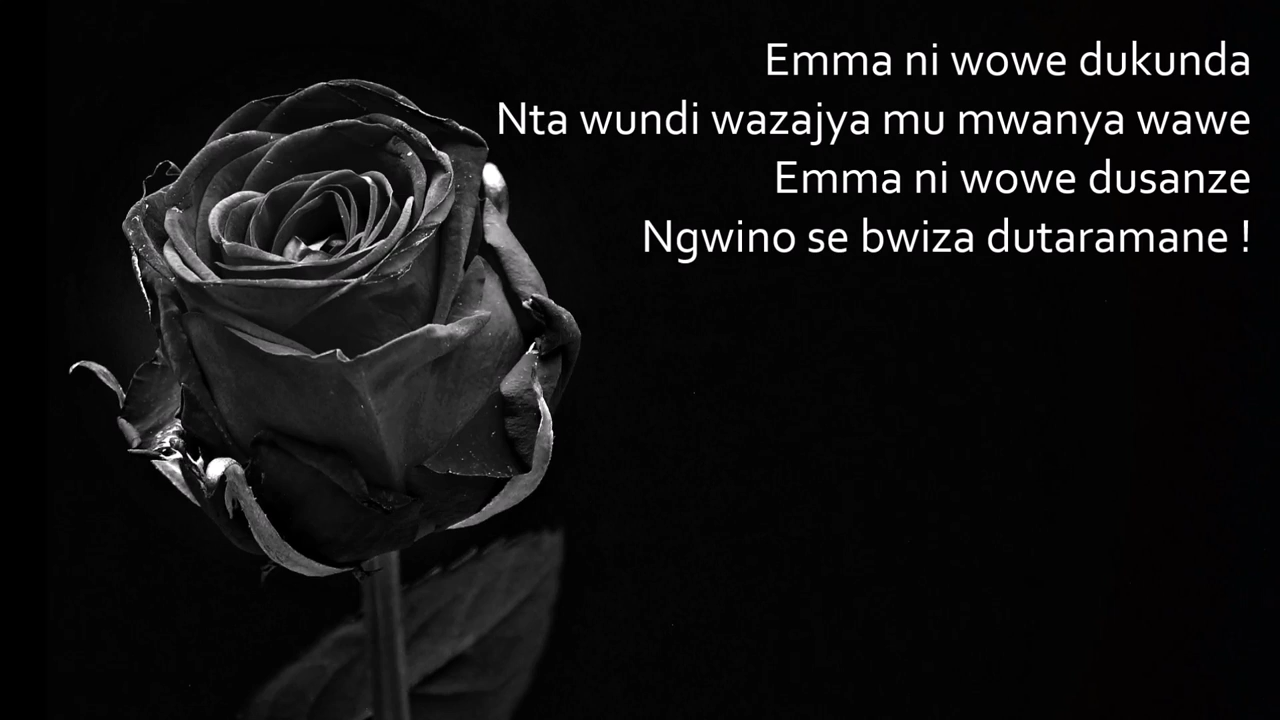 Emma ni wowe dukunda
Nta wundi wazajya mu mwanya wawe
Emma ni wowe dusanze
Ngwino se bwiza dutaramane !